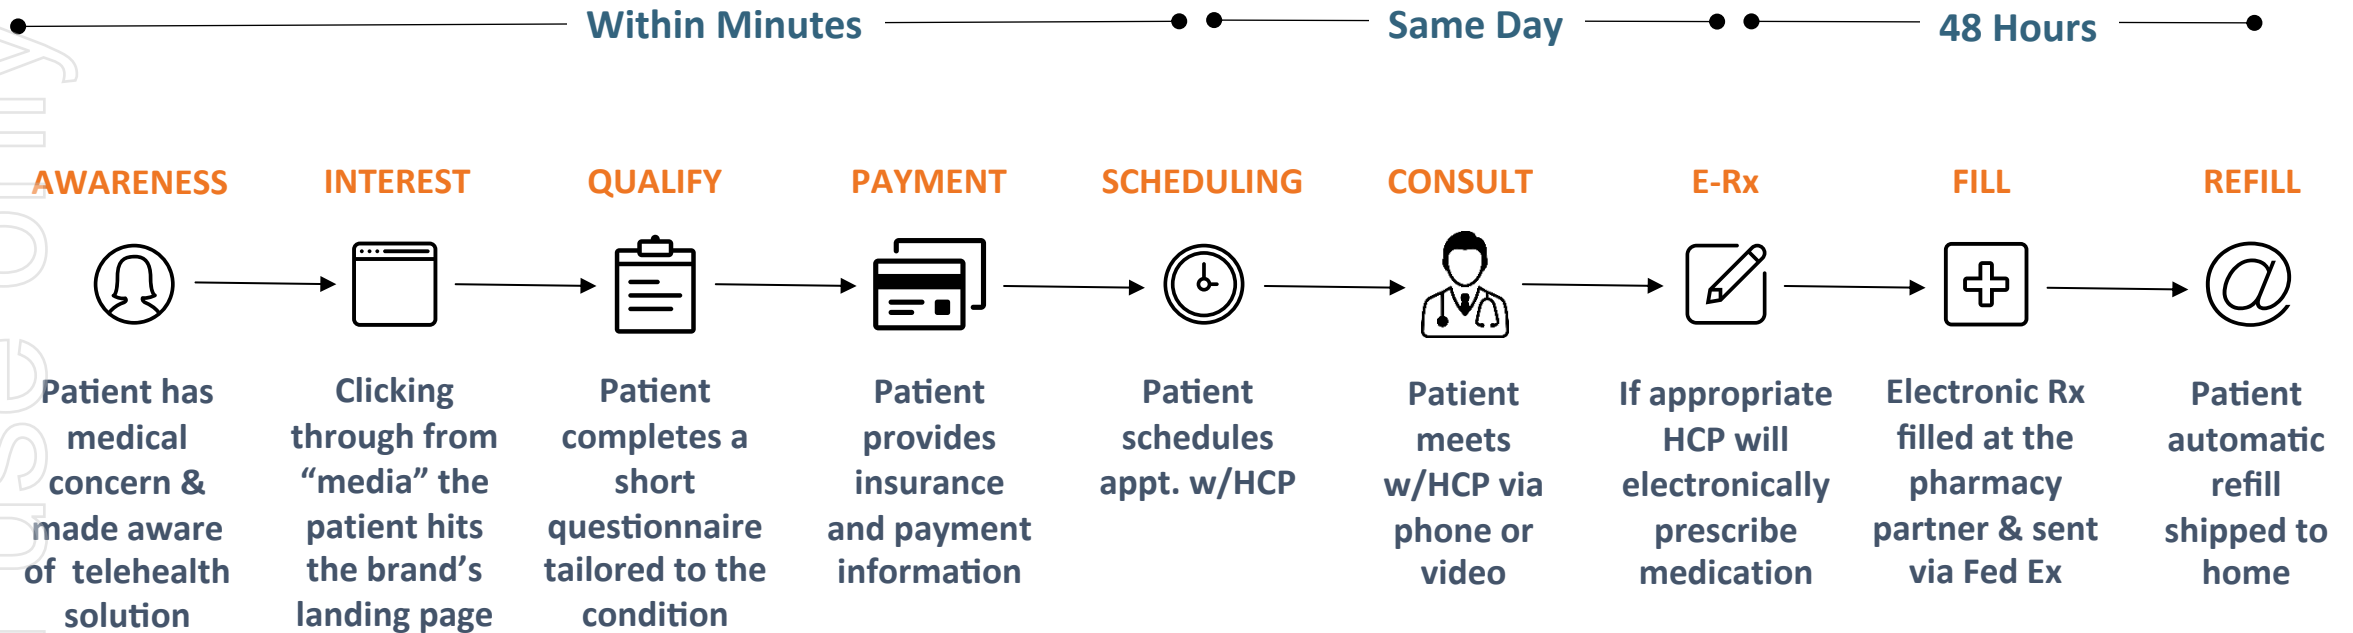 Within Minutes
Same Day
48 Hours
AWARENESS
Patient has
medical
concern &
made aware
of telehealth
solution
INTEREST
Clicking
through from
“media” the
patient hits
the brand’s
landing page
QUALIFY
Patient
completes a
short
questionnaire
tailored to the
condition
PAYMENT
Patient
provides
insurance
and payment
information
SCHEDULING
Patient
schedules
appt. w/HCP
CONSULT
Patient
meets
w/HCP via
phone or
video
E-Rx
If appropriate
HCP will
electronically
prescribe
medication
FILL
Electronic Rx
filled at the
pharmacy
partner & sent
via Fed Ex
REFILL
@
Patient
automatic
refill
shipped to
home
use only